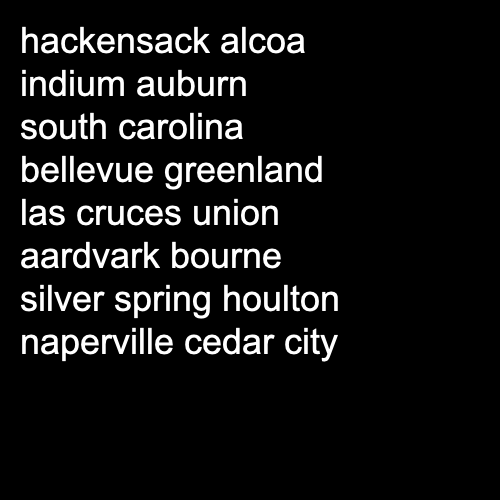 hackensack alcoa
indium auburn
south carolina
bellevue greenland
las cruces union
aardvark bourne
silver spring houlton
naperville cedar city